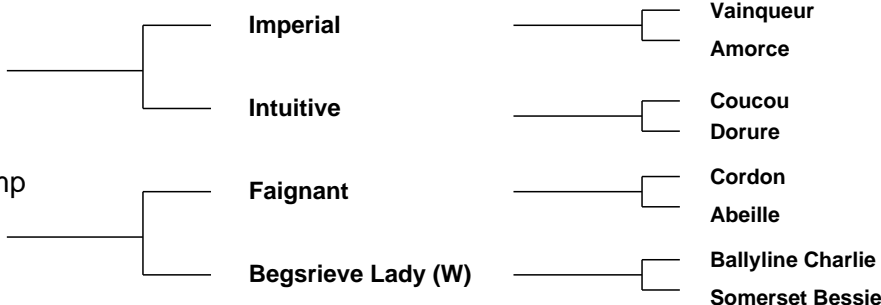 Vainqueur
Imperial
Amorce
Coucou
Intuitive
Dorure
Cordon
Faignant
Abeille
Ballyline Charlie
Begsrieve Lady (W)
Somerset Bessie